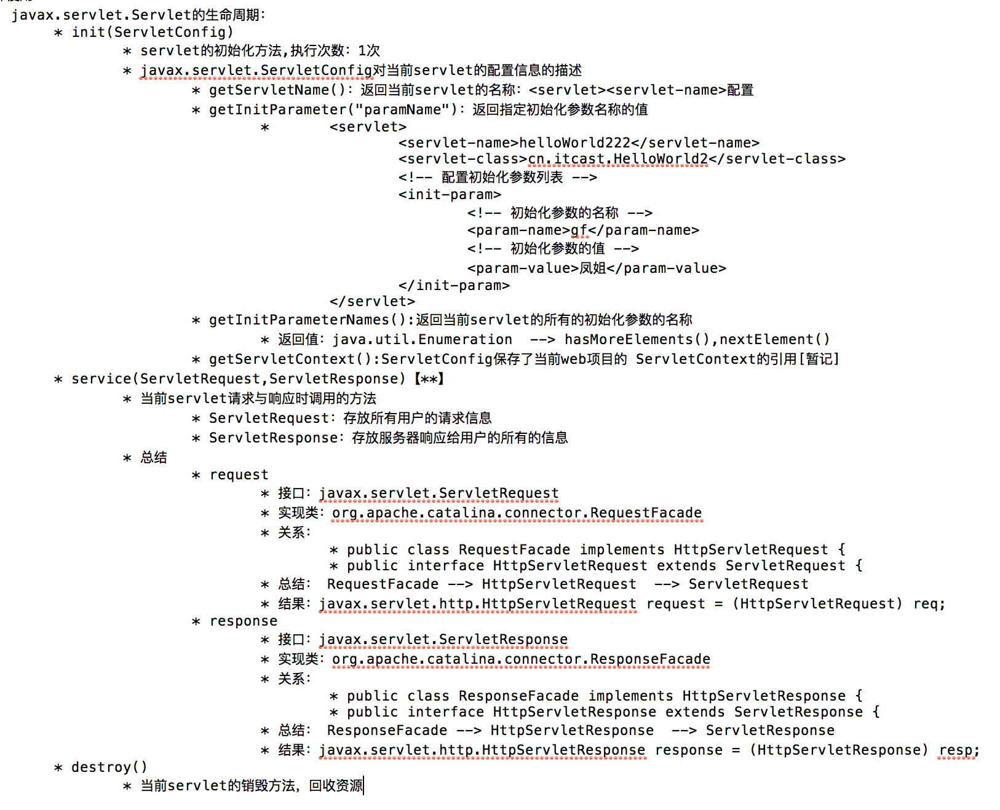 javax.servlet.Servlet的生命周期：
* init(ServletConfig)
* servlet的初始化方法,执行次数：1次
* javax.servlet.ServletConfig对当前servlet的配置信息的描述
* getServletName()：返回当前servlet的名称：<servlet><servlet-name>配置
* getInitParameter("paramName")：返回指定初始化参数名称的值
* <servlet>
<servlet-name>helloWorld222</servlet-name>
<servlet-class>cn.itcast.HelloWorld2</servlet-class>
<!-- 配置初始化参数列表 -->
<init-param>
<!-- 初始化参数的名称 -->
<param-name>gf</param-name>
<!-- 初始化参数的值 -->
<param-value>凤姐</param-value>
</init-param>
</servlet>
* getInitParameterNames():返回当前servlet的所有的初始化参数的名称
* 返回值：java.util.Enumeration --> hasMoreElements(),nextElement()
* getServletContext():ServletConfig保存了当前web项目的 ServletContext的引用[暂记]
* service(ServletRequest,ServletResponse)【**】
* 当前servlet请求与响应时调用的方法
* ServletRequest：存放所有用户的请求信息
* ServletResponse：存放服务器响应给用户的所有的信息
* 总结
* request
* 接口：javax.servlet.ServletRequest
* 实现类：org.apache.catalina.connector.RequestFacade
* 关系：
* public class RequestFacade implements HttpServletRequest {
* public interface HttpServletRequest extends ServletRequest {
* 总结： RequestFacade --> HttpServletRequest --> ServletRequest
* 结果：javax.servlet.http.HttpServletRequest request = (HttpServletRequest) req;
* response
* 接口：javax.servlet.ServletResponse
* 实现类：org.apache.catalina.connector.ResponseFacade
* 关系：
* public class ResponseFacade implements HttpServletResponse {
* public interface HttpServletResponse extends ServletResponse {
* 总结： ResponseFacade --> HttpServletResponse --> ServletResponse
* 结果：javax.servlet.http.HttpServletResponse response = (HttpServletResponse) resp;
* destroy()
* 当前servlet的销毁方法，回收资源